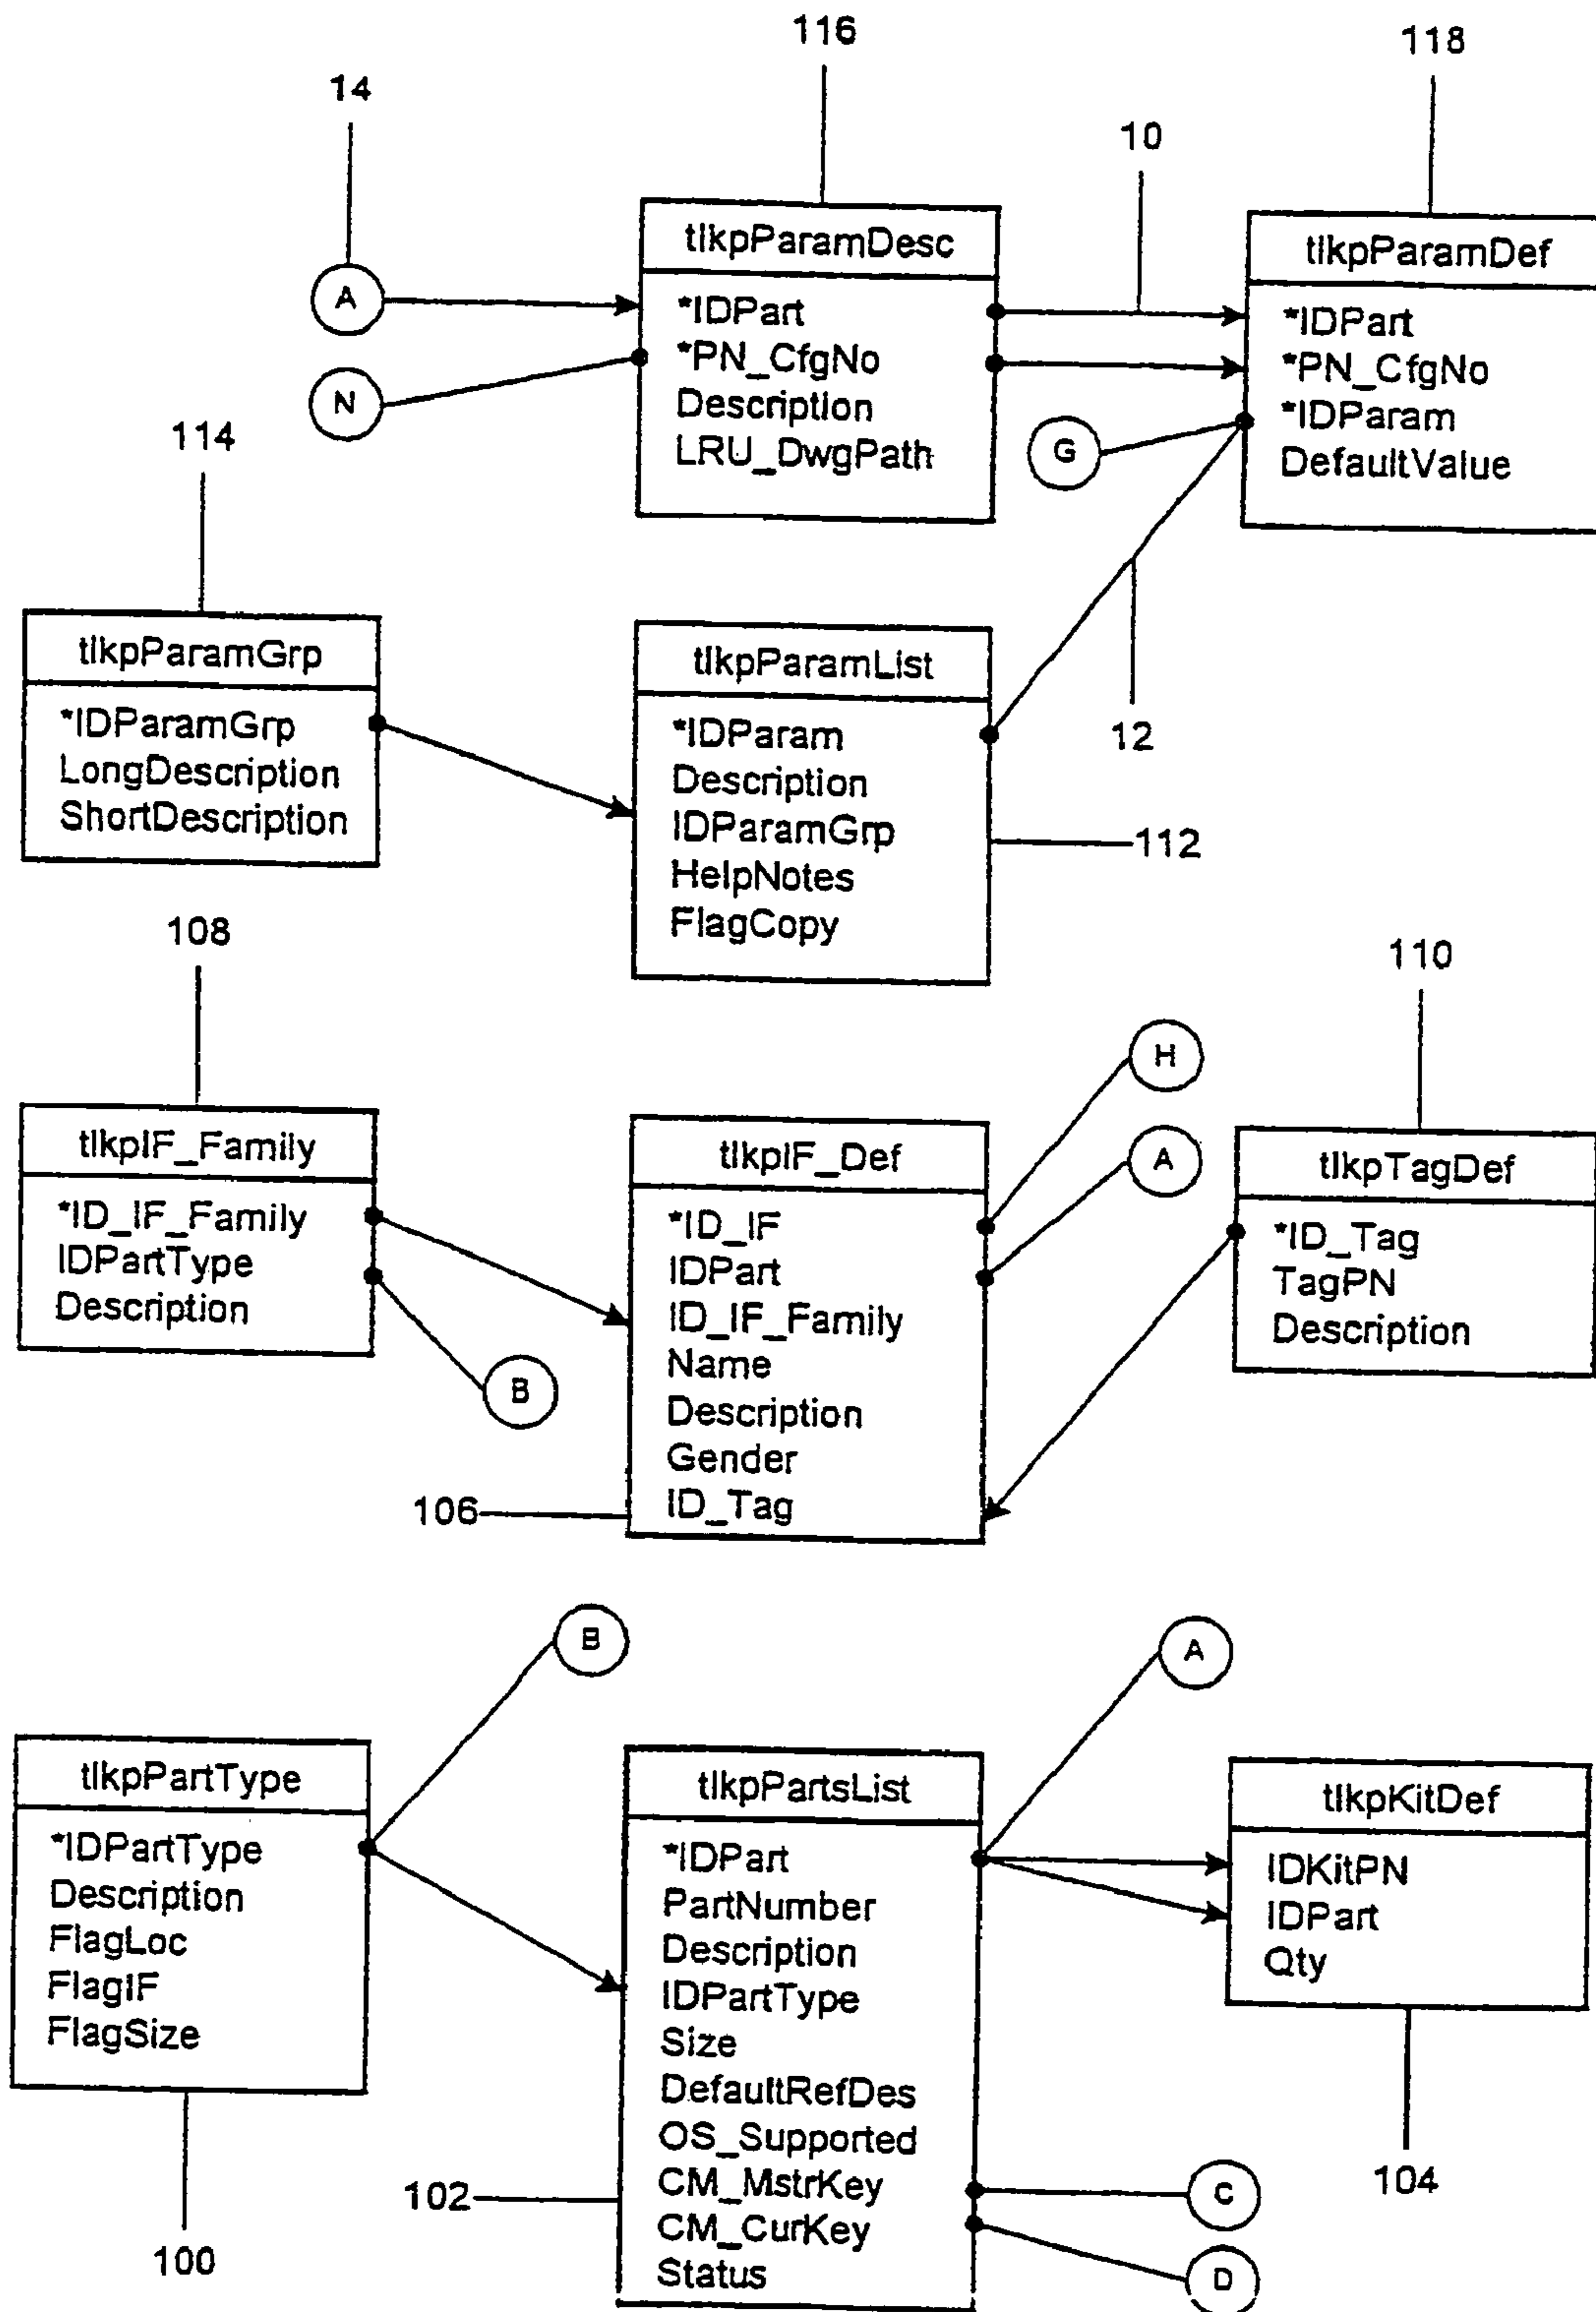 116
118
14
10
tlkpParamDesc
*IDPart
*PN_CfgNo
Description
LRU_DwgPath
tlkpParamDef
*IDPart
*PN_CfgNo
*IDParam
DefaultValue
A
N
G
114
12
tlkpParamGrp
*IDParamGrp
LongDescription
ShortDescription
tlkpParamList
*IDParam
Description
IDParamGrp
HelpNotes
FlagCopy
112
108
110
H
A
tlkpIF_Family
*ID_IF_Family
IDPartType
Description
B
tlkpIF_Def
*ID_IF
IDPart
ID_IF_Family
Name
Description
Gender
ID_Tag
tlkpTagDef
*ID_Tag
TagPN
Description
106
B
A
tlkpPartType
*IDPartType
Description
FlagLoc
FlagIF
FlagSize
tlkpPartsList
*IDPart
PartNumber
Description
IDPartType
Size
DefaultRefDes
OS_Supported
CM_MstrKey
CM_CurKey
Status
tlkpKitDef
IDKitPN
IDPart
Qty
102
C
104
100
D